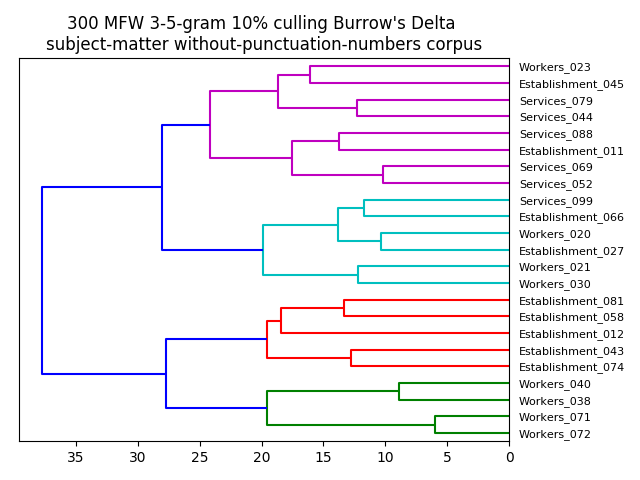 300 MFW 3-5-gram 10% culling Burrow's Delta
subject-matter without-punctuation-numbers corpus
Workers_023
Establishment_045
Services_079
Services_044
Services_088
Establishment_011
Services_069
Services_052
Services_099
Establishment_066
Workers_020
Establishment_027
Workers_021
Workers_030
Establishment_081
Establishment_058
Establishment_012
Establishment_043
Establishment_074
Workers_040
Workers_038
Workers_071
Workers_072
35 30 25 20 15 10 5 0